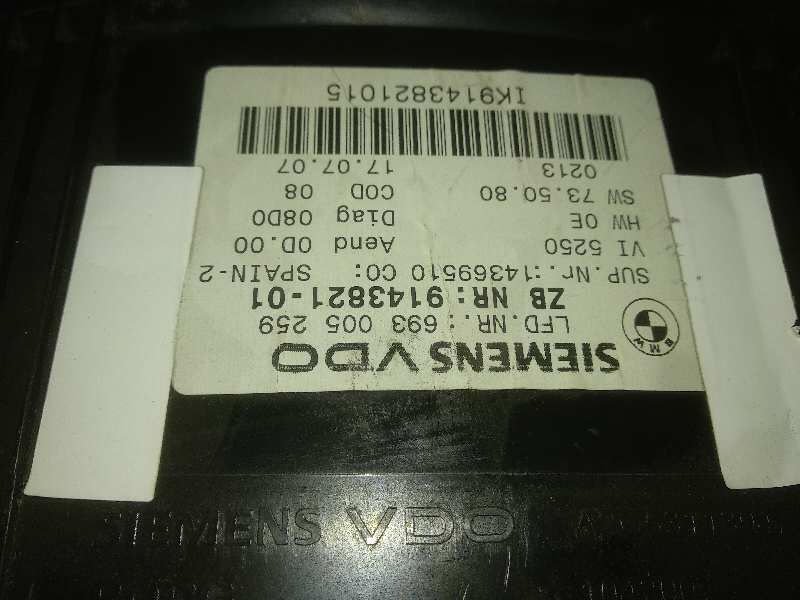 SIEMENS VDO
BMW
LFD.NR.: 693 005 259
ZB NR: 9143821-01
SUP.Nr.:14369510 CO: SPAIN-2
VI 5250 Aend 0D.00
HW 0E Diag 08D0
SW 73.50.80 COD 08
0213 17.07.07
IK9143821015
SIEMENS VDO